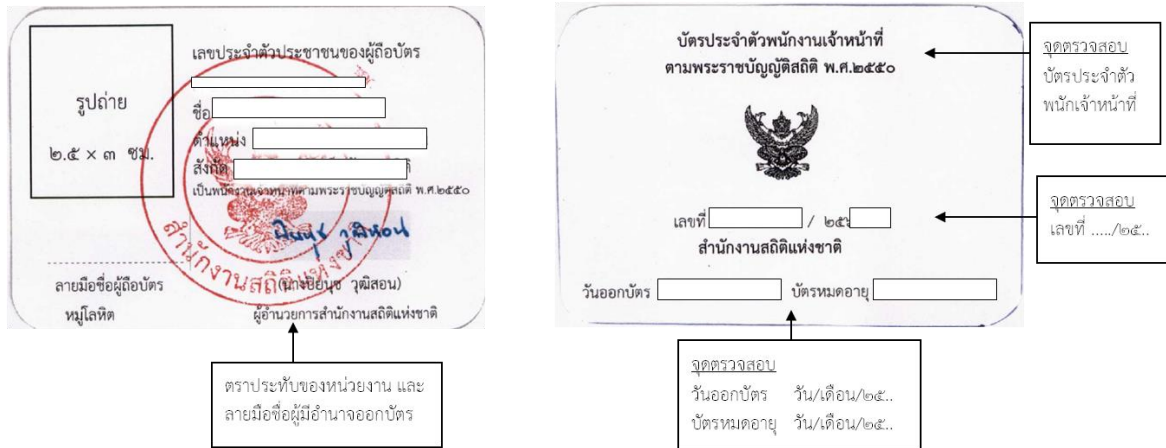 เลขประจำตัวประชาชนของผู้ถือบัตร
รูปถ่าย
๒.๕ × ๓ ซม.
ชื่อ
ตำแหน่ง
สังกัด
เป็นพนักงานเจ้าหน้าที่ตามพระราชบัญญัติสถิติ พ.ศ.๒๕๕๐
สำนักงานสถิติแห่งชาติ
ลายมือชื่อผู้ถือบัตร
(นางปิยนุช วุฒิสอน)
หมู่โลหิต
ผู้อำนวยการสำนักงานสถิติแห่งชาติ
ตราประทับของหน่วยงาน และ
ลายมือชื่อผู้มีอำนาจออกบัตร
บัตรประจำตัวพนักงานเจ้าหน้าที่
ตามพระราชบัญญัติสถิติ พ.ศ.๒๕๕๐
เลขที่ / ๒๕
สำนักงานสถิติแห่งชาติ
วันออกบัตร บัตรหมดอายุ
จุดตรวจสอบ
บัตรประจำตัว
พนักเจ้าหน้าที่
จุดตรวจสอบ
เลขที่ ...../๒๕..
จุดตรวจสอบ
วันออกบัตร วัน/เดือน/๒๕..
บัตรหมดอายุ วัน/เดือน/๒๕..